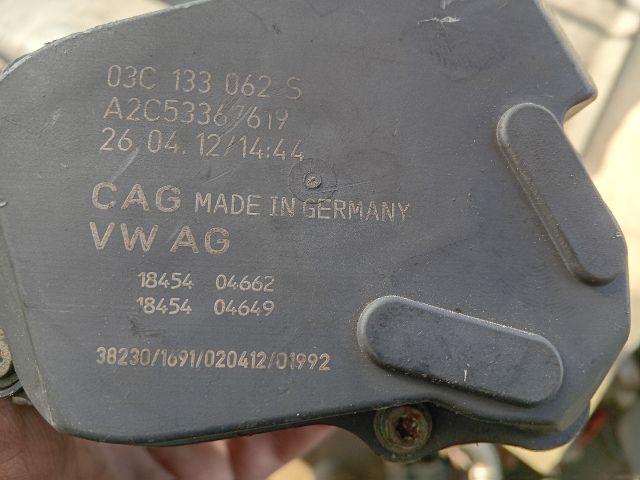 03C 133 062 S
A2C53367619
26.04.12/14:44
CAG MADE IN GERMANY
VW AG
18454 04662
18454 04649
38230/1691/020412/01992